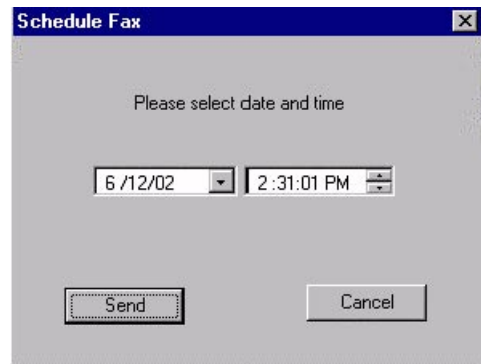 Schedule Fax
Please select date and time
6 /12/02 2 :31:01 PM
Send Cancel